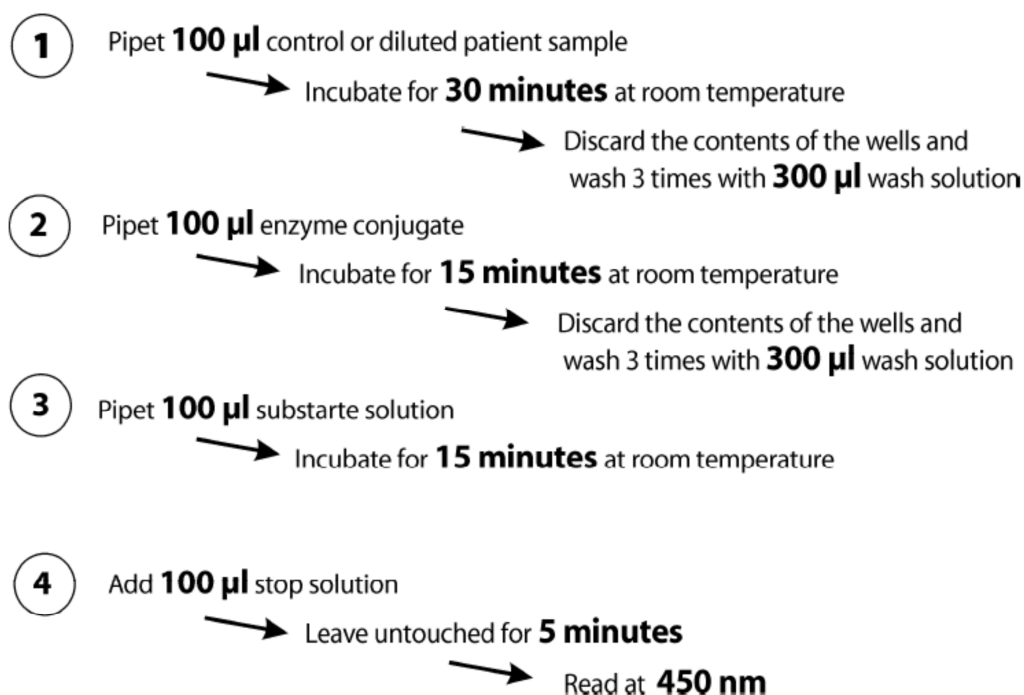 1 Pipet 100 µl control or diluted patient sample
Incubate for 30 minutes at room temperature
Discard the contents of the wells and
wash 3 times with 300 µl wash solution
2 Pipet 100 µl enzyme conjugate
Incubate for 15 minutes at room temperature
Discard the contents of the wells and
wash 3 times with 300 µl wash solution
3 Pipet 100 µl substarte solution
Incubate for 15 minutes at room temperature
4 Add 100 µl stop solution
Leave untouched for 5 minutes
Read at 450 nm